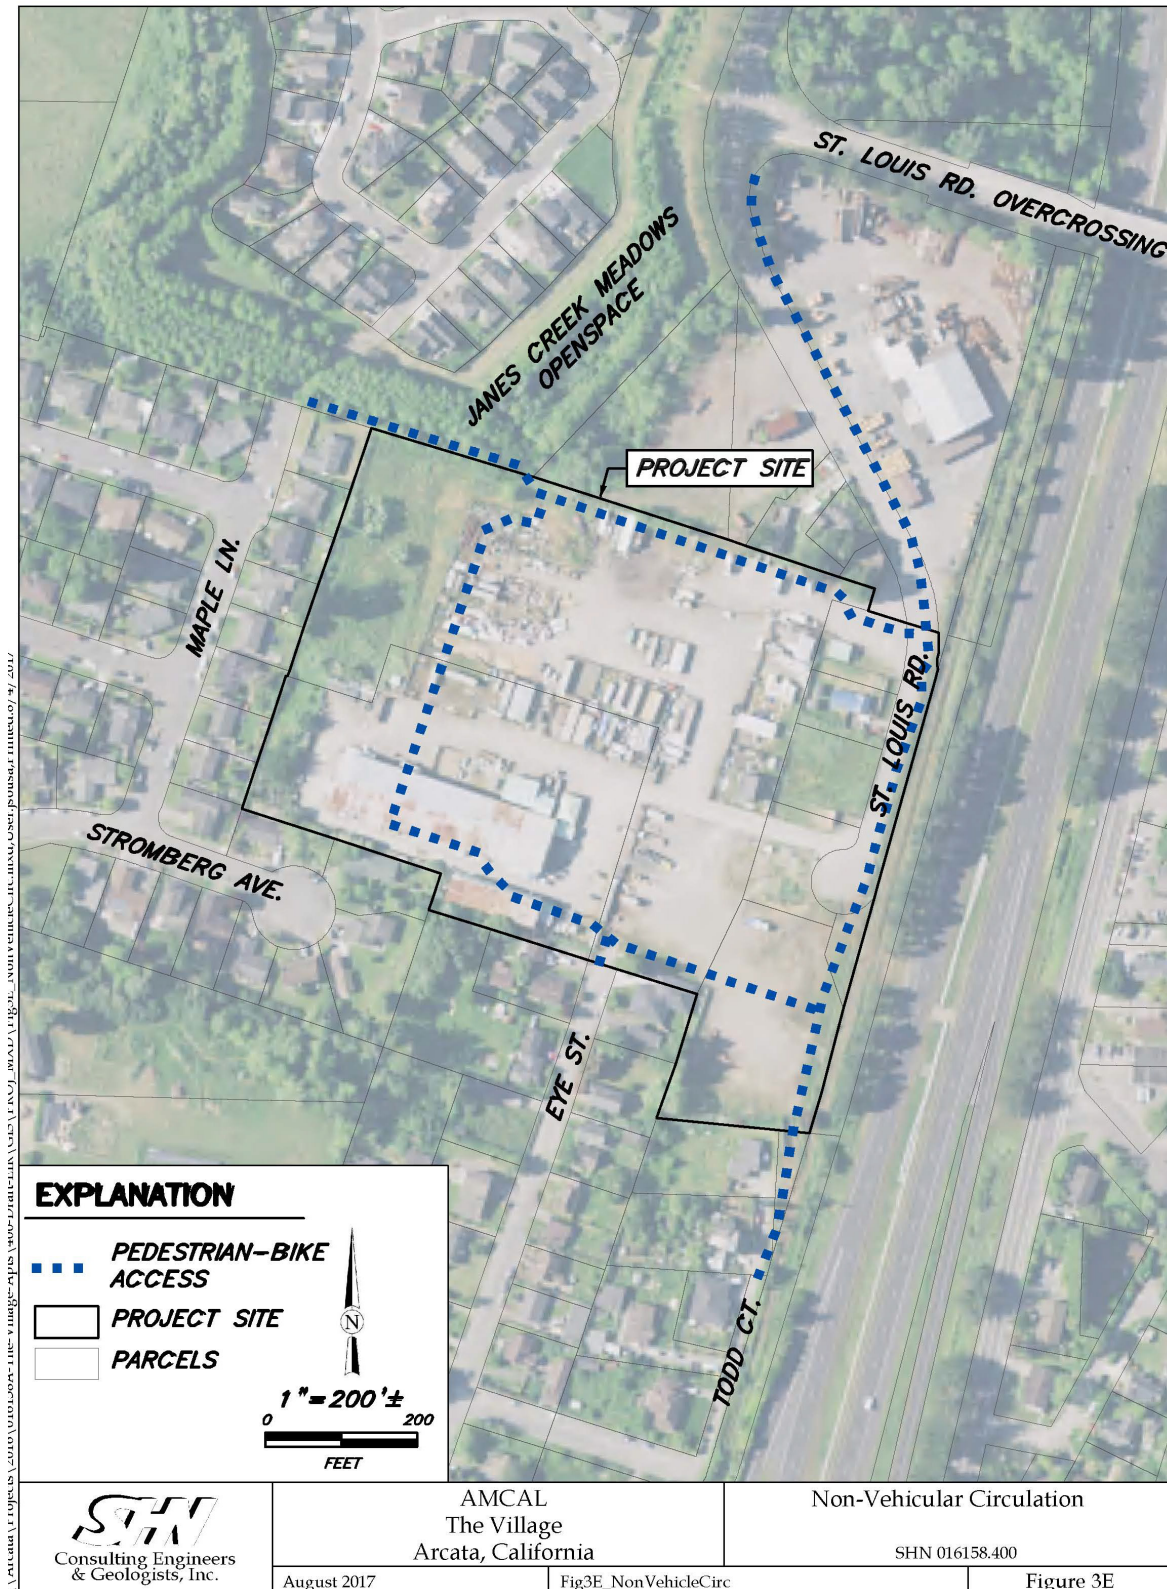 ST. LOUIS RD. OVERCROSSING
JANES CREEK MEADOWS
OPENSPACE
PROJECT SITE
MAPLE LN.
ST. LOUIS RD.
STROMBERG AVE.
EYE ST.
TODD CT.
EXPLANATION
PEDESTRIAN-BIKE
ACCESS
PROJECT SITE
PARCELS
N
1"=200'±
0 200
FEET
SHN
Consulting Engineers
& Geologists, Inc.
AMCAL
The Village
Arcata, California
Non-Vehicular Circulation
SHN 016158.400
August 2017
Fig3E_NonVehicleCirc
Figure 3E